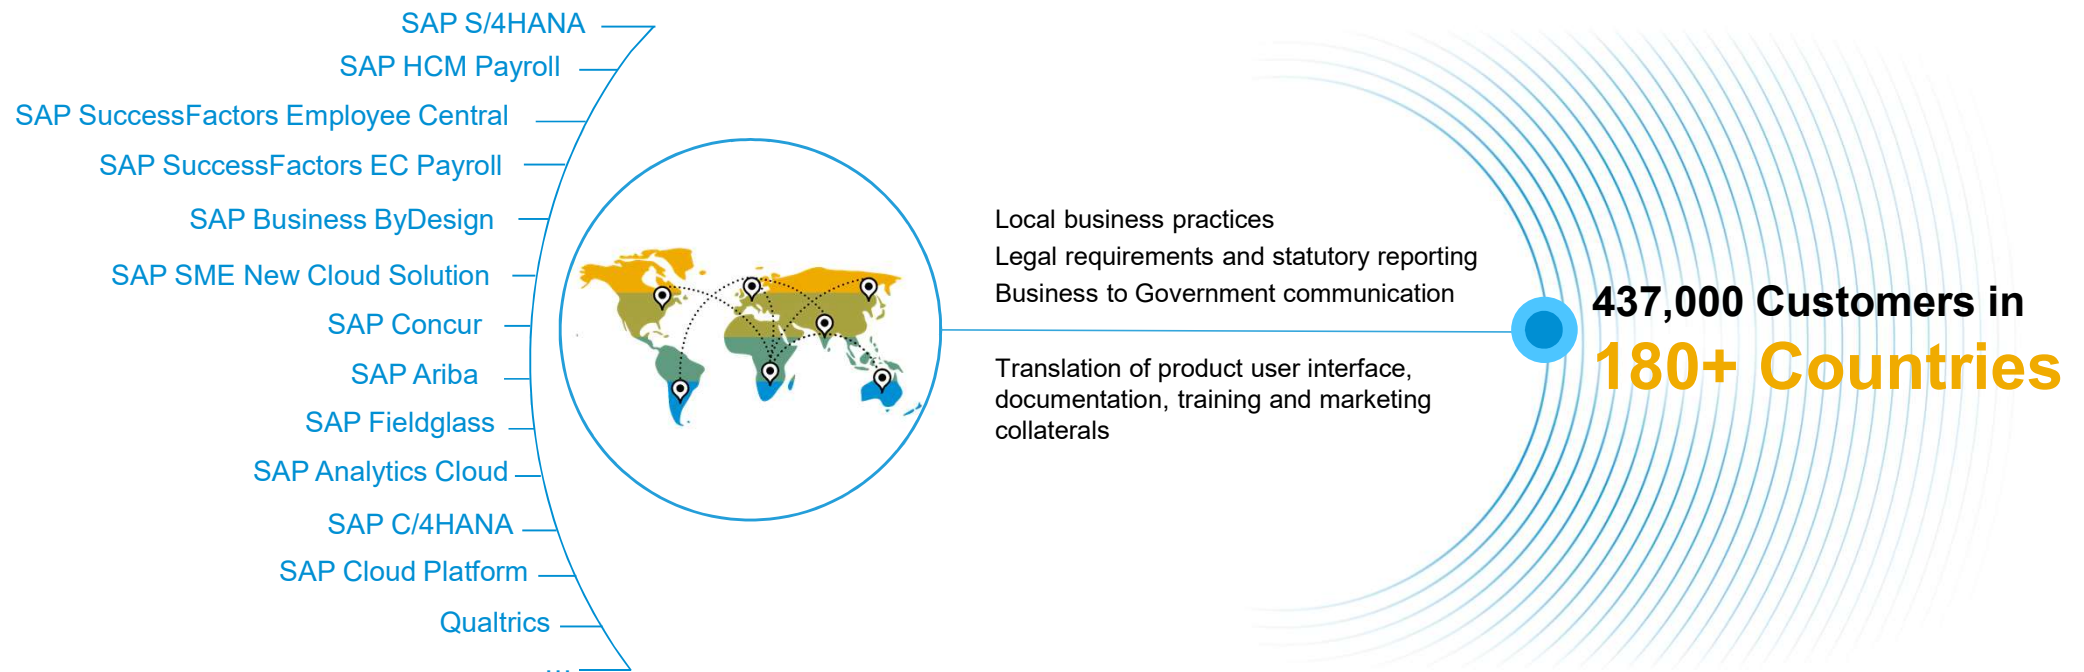 SAP S/4HANA
SAP HCM Payroll
SAP SuccessFactors Employee Central
SAP SuccessFactors EC Payroll
SAP Business ByDesign
SAP SME New Cloud Solution
SAP Concur
SAP Ariba
SAP Fieldglass
SAP Analytics Cloud
SAP C/4HANA
SAP Cloud Platform
Qualtrics
...
Local business practices
Legal requirements and statutory reporting
Business to Government communication
Translation of product user interface,
documentation, training and marketing
collaterals
437,000 Customers in
180+ Countries